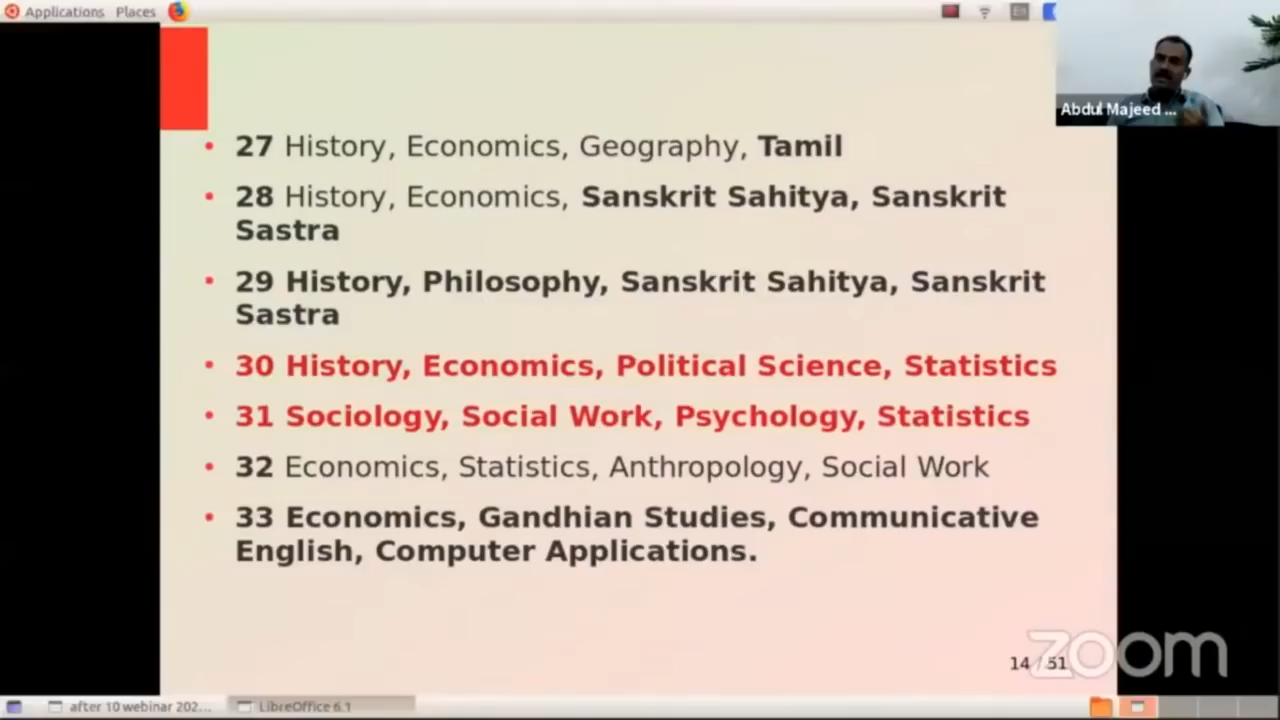 Applications Places
En
Abdul Majeed ...
• 27 History, Economics, Geography, Tamil
• 28 History, Economics, Sanskrit Sahitya, Sanskrit
Sastra
• 29 History, Philosophy, Sanskrit Sahitya, Sanskrit
Sastra
• 30 History, Economics, Political Science, Statistics
• 31 Sociology, Social Work, Psychology, Statistics
• 32 Economics, Statistics, Anthropology, Social Work
• 33 Economics, Gandhian Studies, Communicative
English, Computer Applications.
14 / 51
zoom
after 10 webinar 202...
LibreOffice 6.1